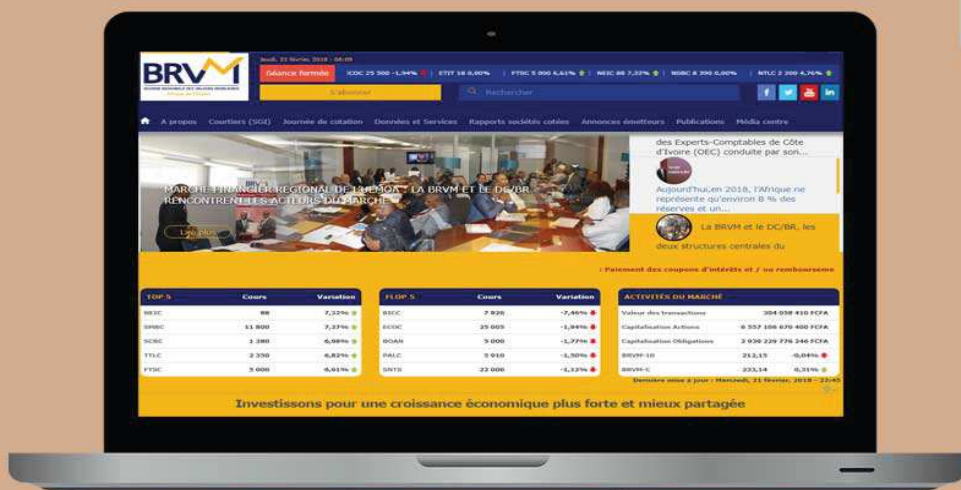 BRVM
BOURSE REGIONALE DES VALEURS MOBILIERES
Jeudi, 22 février, 2018 - 04:09
Séance fermée
ECOC 25 500 -1,94% | ETIT 18 0,00% | FTSC 5 000 6,61% | NEIC 88 7,32% | NSBC 8 390 0,00% | NTLC 2 200 4,76%
S'abonner
Rechercher
A propos Courtiers (SGI) Journée de cotation Données et Services Rapports sociétés cotées Annonces émetteurs Publications Média centre
MARCHE FINANCIER REGIONAL DE L'UEMOA : LA BRVM ET LE DC/BR
RENCONTRENT LES ACTEURS DU MARCHE
Lire plus
des Experts-Comptables de Côte
d'Ivoire (OEC) conduite par son...
Aujourd'hui,en 2018, l'Afrique ne
représente qu'environ 8 % des
réserves et un...
La BRVM et le DC/BR, les
deux structures centrales du
: Paiement des coupons d'intérêts et / ou rembourseme
TOP 5 Cours Variation
NEIC 88
11 800 7,27%
1 380 6,98%
TTLC 2 350 6,82%
FTSC 5 000 6,61%
FLOP 5 Cours Variation
BICC 7 820 -7,46%
ECOC -1,94%
BOAN 5 000 -1,77%
PALC 5 910 -1,50%
SNTS 22 000 -1,12%
ACTIVITÉS DU MARCHÉ
Valeur des transactions 304 058 410 FCFA
Capitalisation Actions 6 557 106 670 400 FCFA
Capitalisation Obligations 2 930 229 776 246 FCFA
BRVM-10 212,15 -0,04%
BRVM-C 233,14 0,31%
Dernière mise à jour : Mercredi, 21 février, 2018 - 22:45
Investissons pour une croissance économique plus forte et mieux partagée